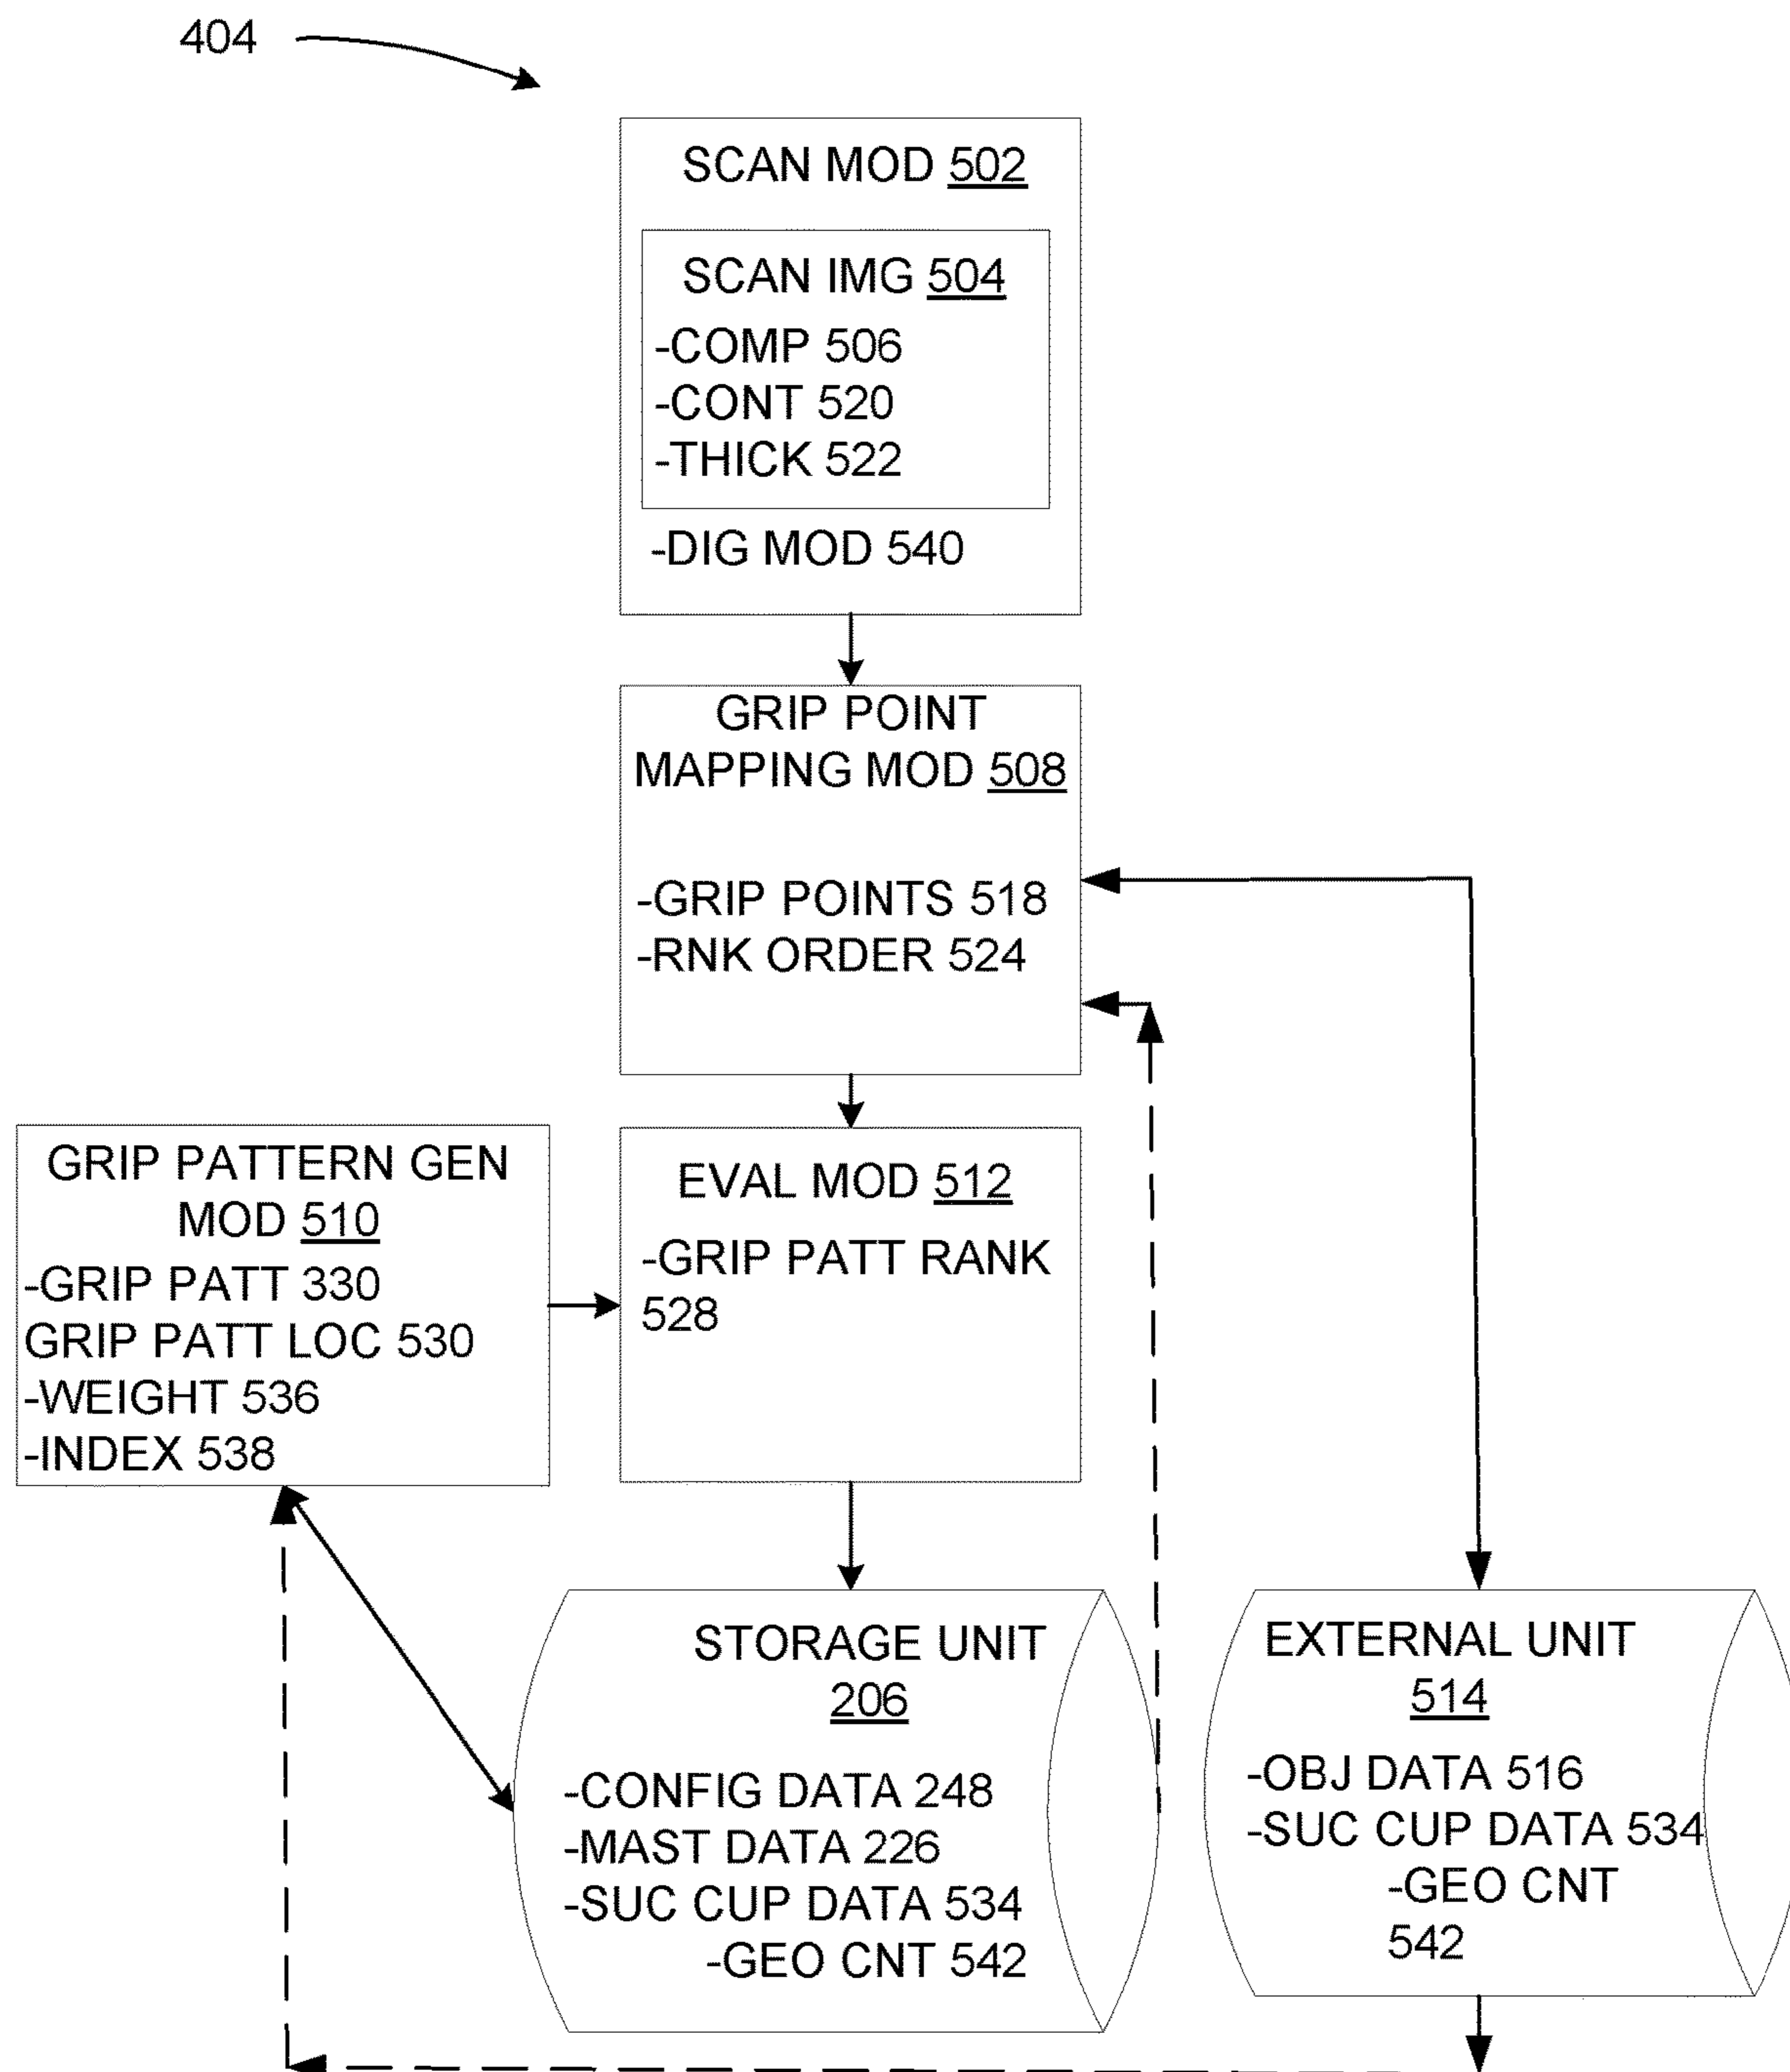 404
SCAN MOD 502
SCAN IMG 504
-COMP 506
-CONT 520
-THICK 522
-DIG MOD 540
GRIP POINT
MAPPING MOD 508
-GRIP POINTS 518
-RNK ORDER 524
GRIP PATTERN GEN
MOD 510
-GRIP PATT 330
GRIP PATT LOC 530
-WEIGHT 536
-INDEX 538
EVAL MOD 512
-GRIP PATT RANK
528
STORAGE UNIT
206
-CONFIG DATA 248
-MAST DATA 226
-SUC CUP DATA 534
-GEO CNT 542
EXTERNAL UNIT
514
-OBJ DATA 516
-SUC CUP DATA 534
-GEO CNT
542